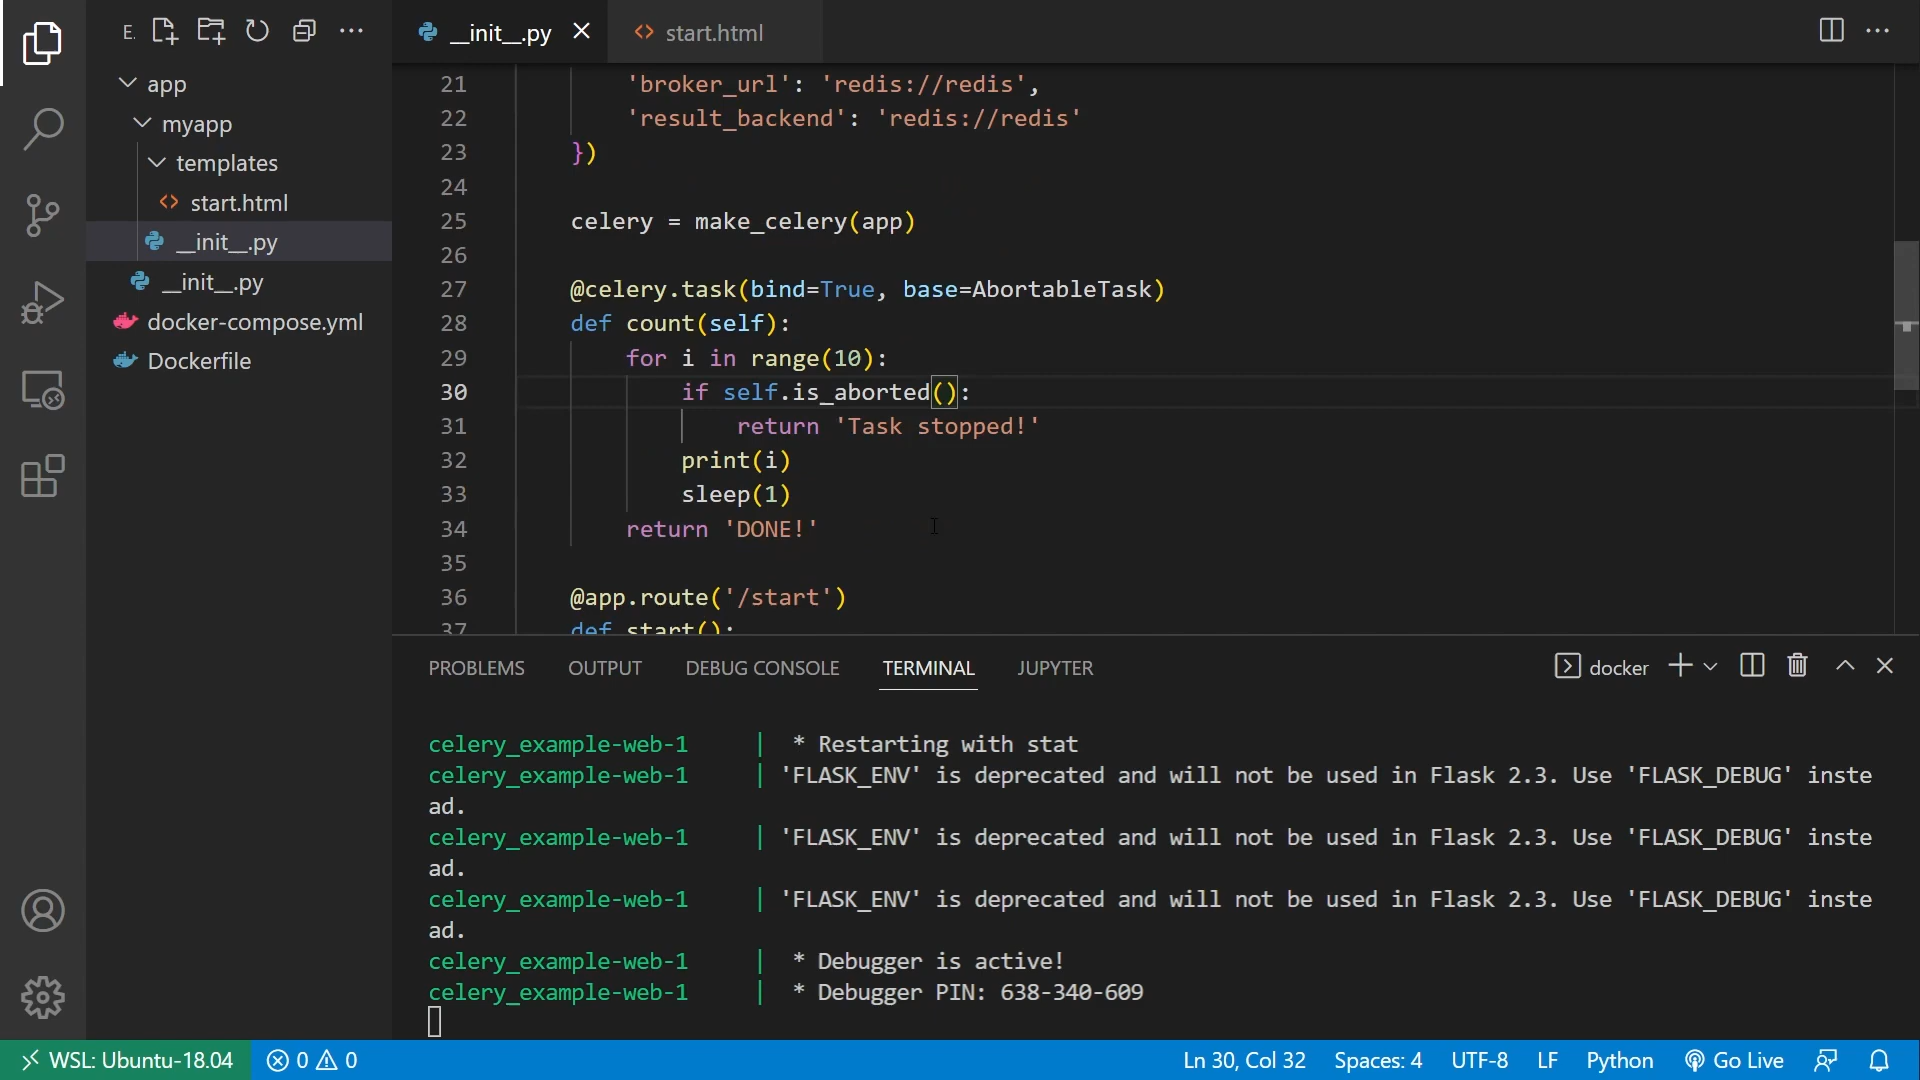 E.
app
myapp
templates
start.html
__init__.py
__init__.py
docker-compose.yml
Dockerfile
__init__.py
start.html
21 'broker_url': 'redis://redis',
22 'result_backend': 'redis://redis'
23 })
24
25 celery = make_celery(app)
26
27 @celery.task(bind=True, base=AbortableTask)
28 def count(self):
29 for i in range(10):
30 if self.is_aborted():
31 return 'Task stopped!'
32 print(i)
33 sleep(1)
34 return 'DONE!'
35
36 @app.route('/start')
37 def start():
PROBLEMS OUTPUT DEBUG CONSOLE TERMINAL JUPYTER docker
celery_example-web-1 | * Restarting with stat
celery_example-web-1 | 'FLASK_ENV' is deprecated and will not be used in Flask 2.3. Use 'FLASK_DEBUG' inste
ad.
celery_example-web-1 | 'FLASK_ENV' is deprecated and will not be used in Flask 2.3. Use 'FLASK_DEBUG' inste
ad.
celery_example-web-1 | 'FLASK_ENV' is deprecated and will not be used in Flask 2.3. Use 'FLASK_DEBUG' inste
ad.
celery_example-web-1 | * Debugger is active!
celery_example-web-1 | * Debugger PIN: 638-340-609
WSL: Ubuntu-18.04 0 0 Ln 30, Col 32 Spaces: 4 UTF-8 LF Python Go Live